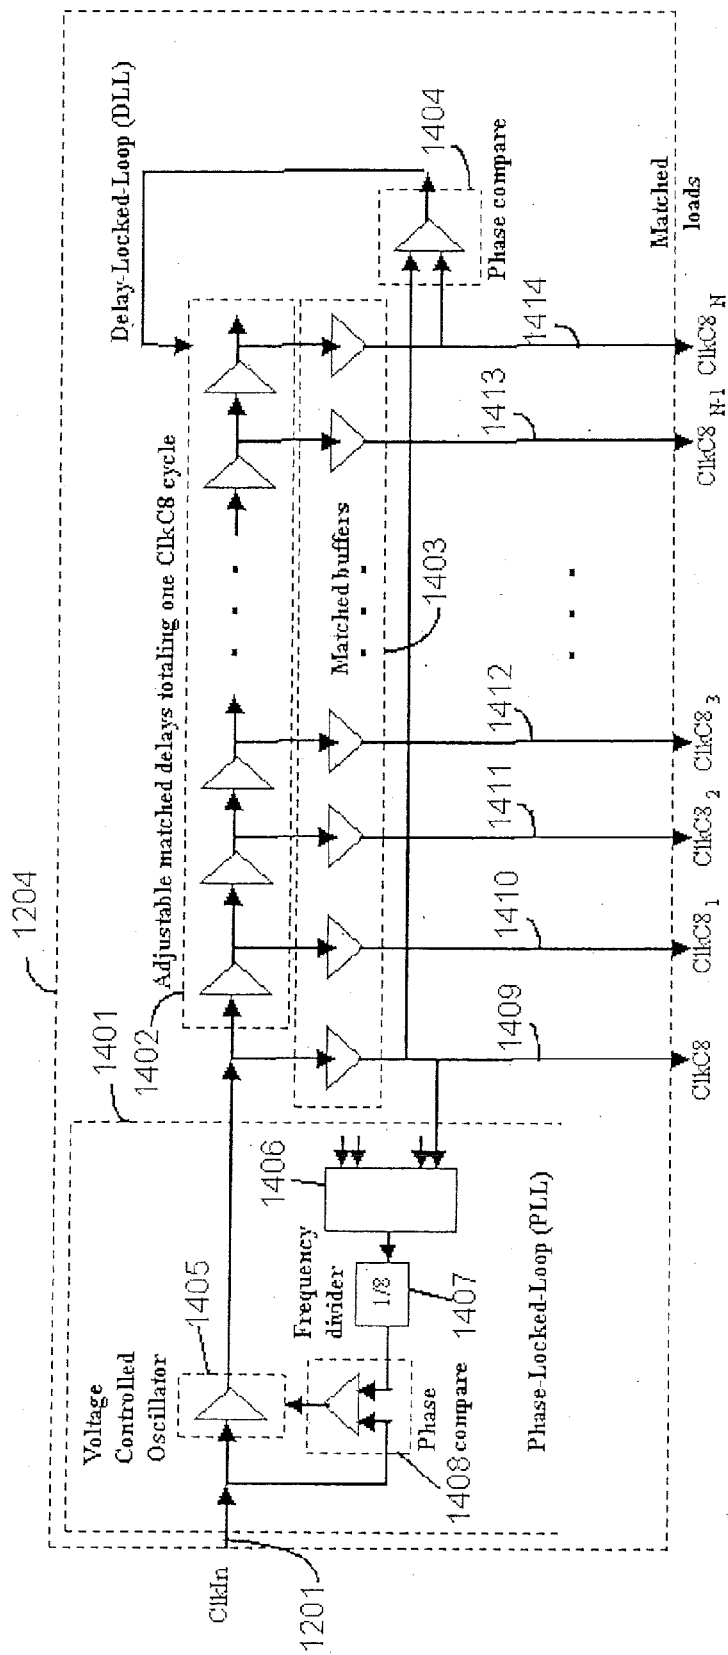 1204
Delay-Locked-Loop (DLL)
1401
1402
Adjustable matched delays totaling one ClkC8 cycle
Voltage
Controlled
Oscillator
1405
Frequency
divider
1406
Matched buffers
1403
1404
Phase compare
ClkIn
1201
1/8
1407
Phase
compare
1408
Phase-Locked-Loop (PLL)
1409
1410
1411
1412
1413
1414
Matched
loads
ClkC8
ClkC8 1
ClkC8 2
ClkC8 3
ClkC8 N-1
ClkC8 N